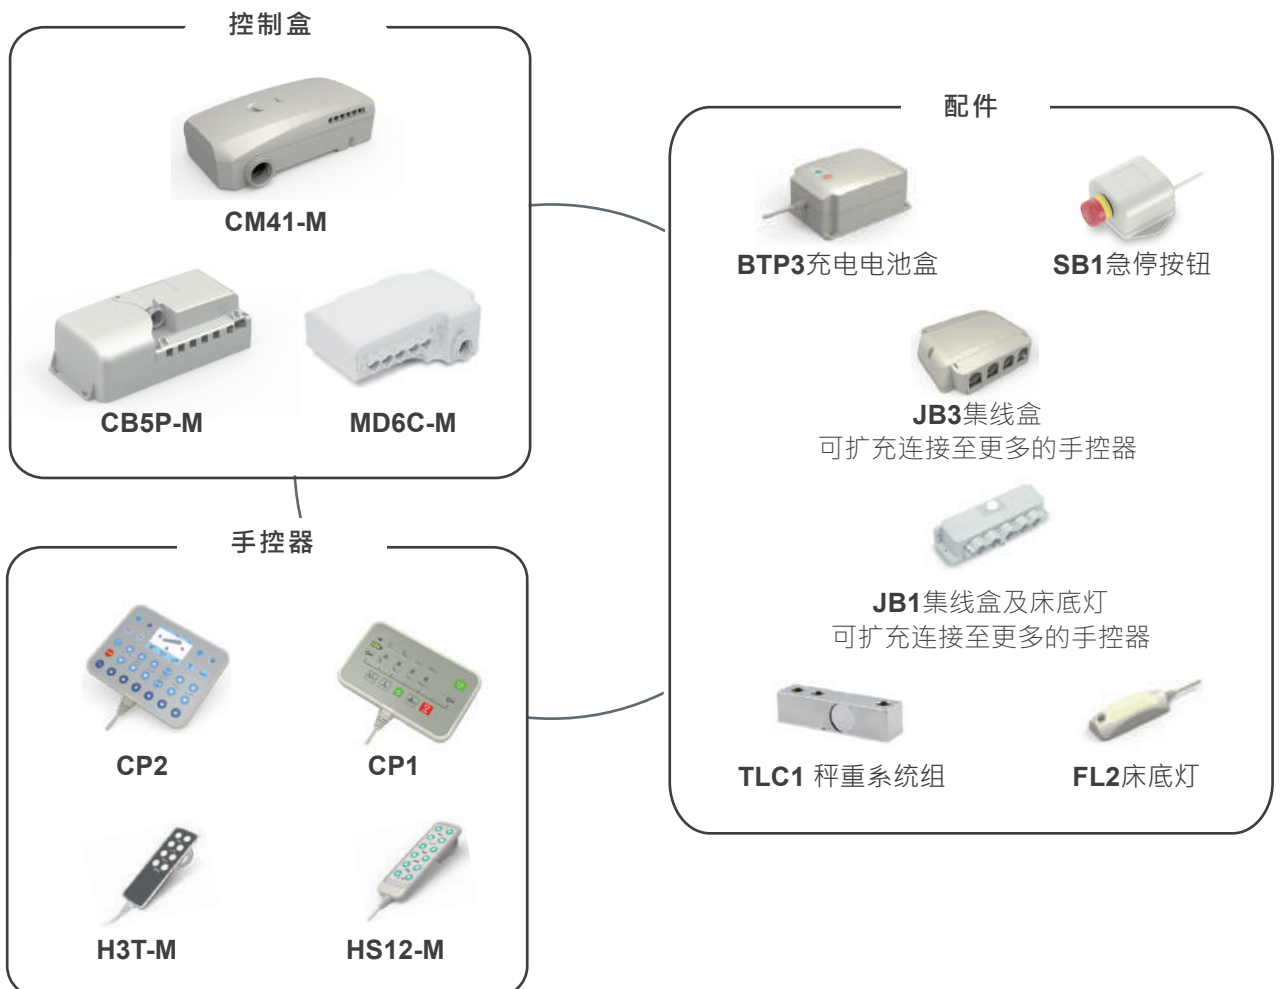 控制盒
CM41-M
CB5P-M
MD6C-M
手控器
CP2
CP1
H3T-M
HS12-M
配件
BTP3充电电池盒
SB1急停按钮
JB3集线盒
可扩充连接至更多的手控器
JB1集线盒及床底灯
可扩充连接至更多的手控器
TLC1 秤重系统组
FL2床底灯